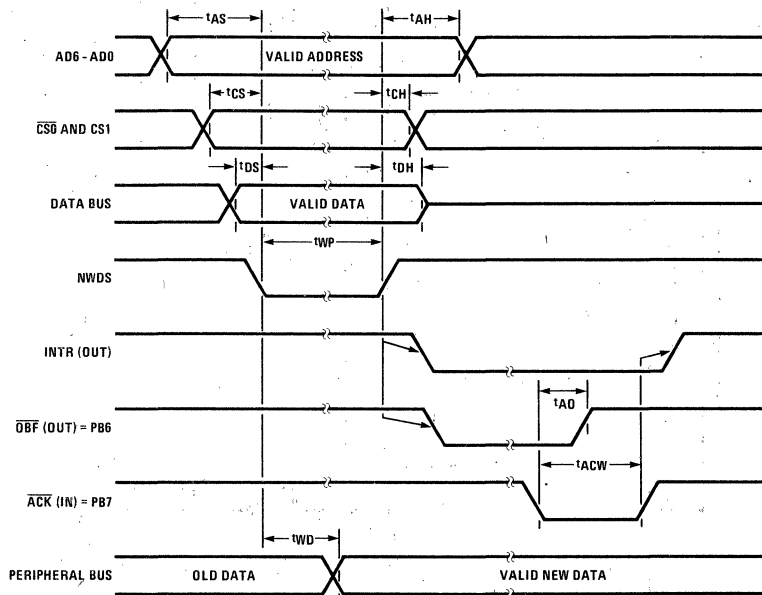 tAS
tAH
AD6 - AD0
VALID ADDRESS
tCS
tCH
CS0 AND CS1
tDS
tDH
DATA BUS
VALID DATA
tWP
NWDS
INTR (OUT)
tAO
OBF (OUT) = PB6
tACW
ACK (IN) = PB7
tWD
PERIPHERAL BUS
OLD DATA
VALID NEW DATA